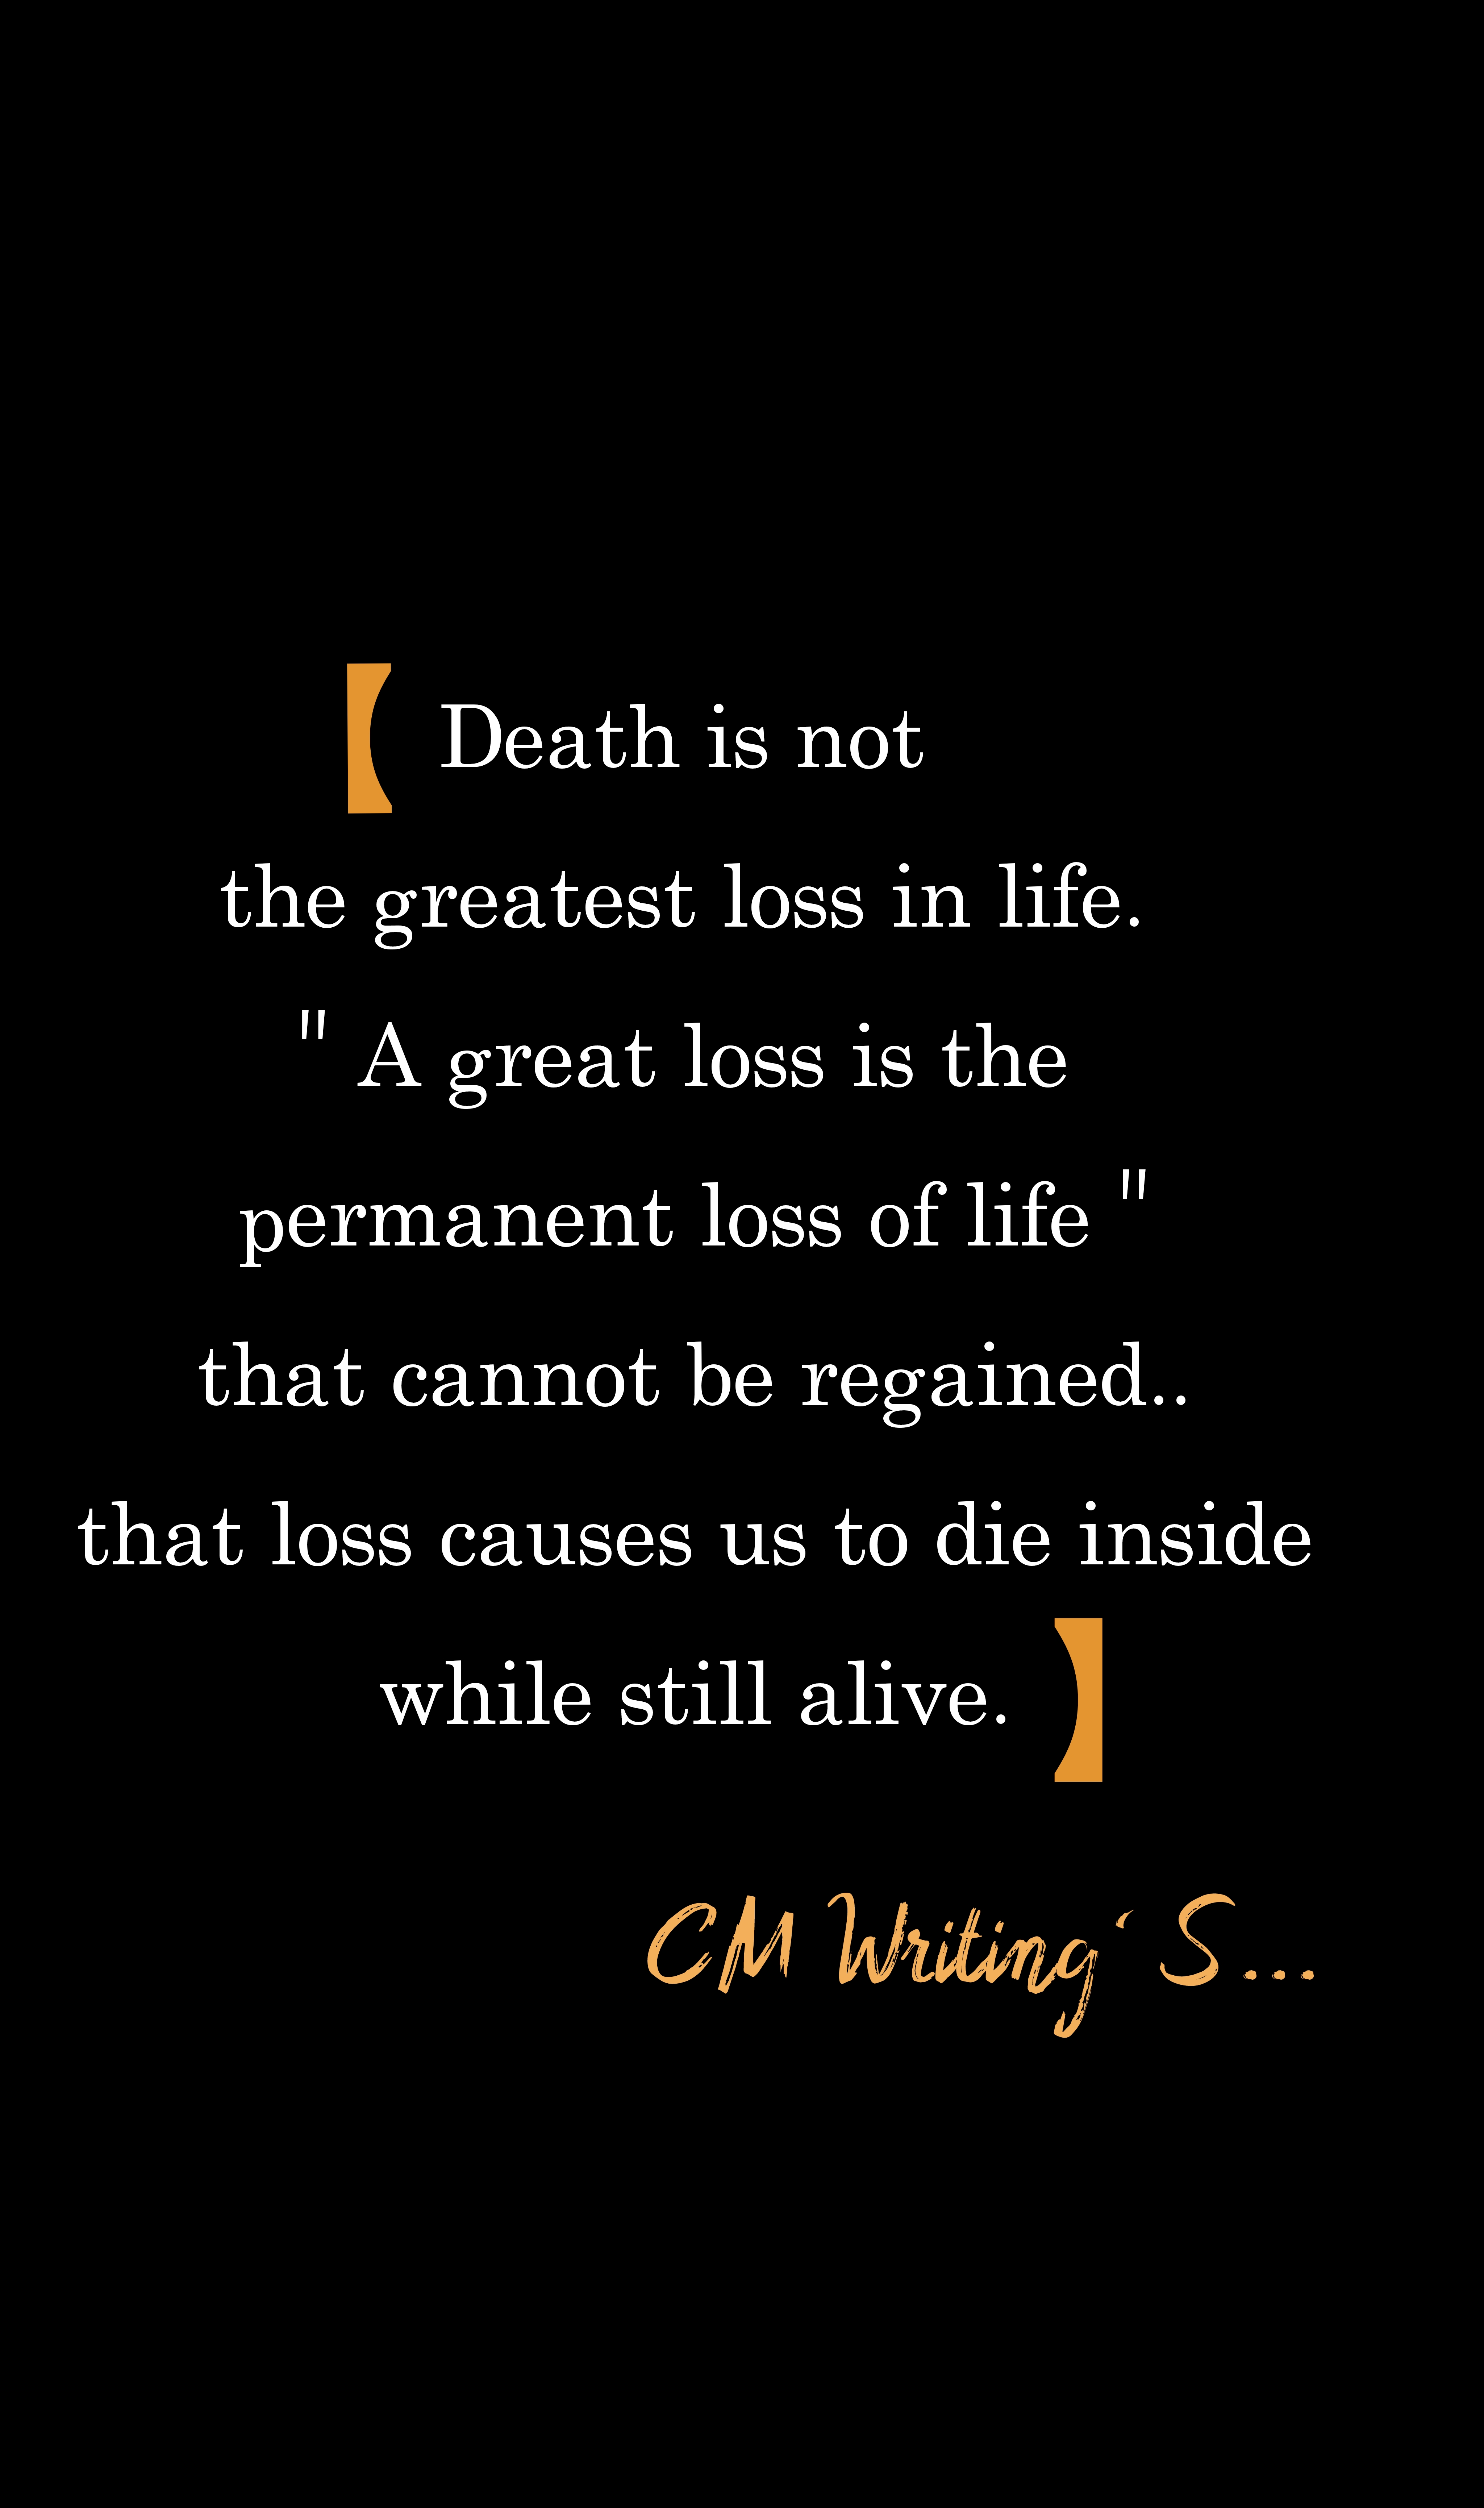 【 Death is not
the greatest loss in life.
" A great loss is the
permanent loss of life "
that cannot be regained..
that loss causes us to die inside
while still alive. 】
CM Writing' S...